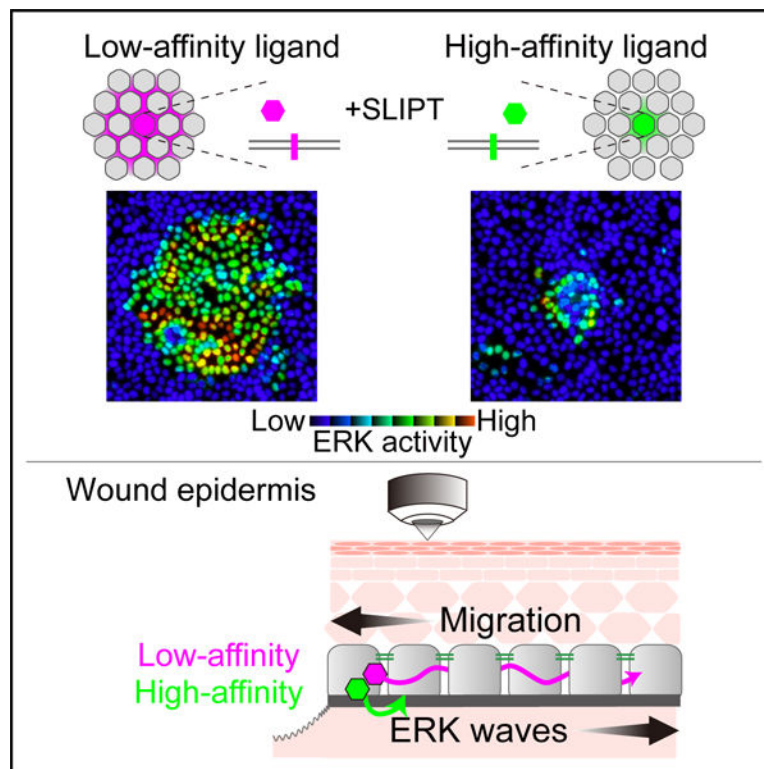 Low-affinity ligand
High-affinity ligand
+SLIPT
Low High
ERK activity
Wound epidermis
Migration
Low-affinity
High-affinity
ERK waves